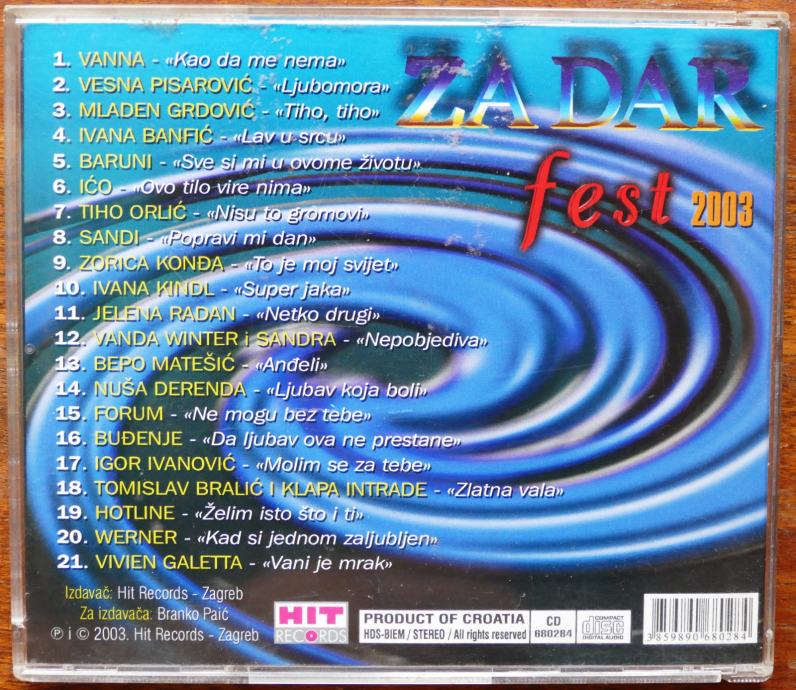 ZADAR
fest 2003
1. VANNA - «Kao da me nema»
2. VESNA PISAROVIĆ - «Ljubomora»
3. MLADEN GRDOVIĆ - «Tiho, tiho»
4. IVANA BANFIĆ - «Lav u srcu»
5. BARUNI - «Sve si mi u ovome životu»
6. IĆO - «Ovo tilo vire nima»
7. TIHO ORLIĆ - «Nisu to gromovi»
8. SANDI - «Popravi mi dan»
9. ZORICA KONĐA - «To je moj svijet»
10. IVANA KINDL - «Super jaka»
11. JELENA RADAN - «Netko drugi»
12. VANDA WINTER i SANDRA - «Nepobjediva»
13. BEPO MATEŠIĆ - «Anđeli»
14. NUŠA DERENDA - «Ljubav koja boli»
15. FORUM - «Ne mogu bez tebe»
16. BUĐENJE - «Da ljubav ova ne prestane»
17. IGOR IVANOVIĆ - «Molim se za tebe»
18. TOMISLAV BRALIĆ I KLAPA INTRADE - «Zlatna vala»
19. HOTLINE - «Želim isto što i ti»
20. WERNER - «Kad si jednom zaljubljen»
21. VIVIEN GALETTA - «Vani je mrak»
Izdavač: Hit Records - Zagreb
Za izdavača: Branko Paić
℗ i © 2003. Hit Records - Zagreb
HIT
RECORDS
PRODUCT OF CROATIA
HDS-BIEM / STEREO / All rights reserved
CD
680284
COMPACT
disc
DIGITAL AUDIO
3 859890 680284